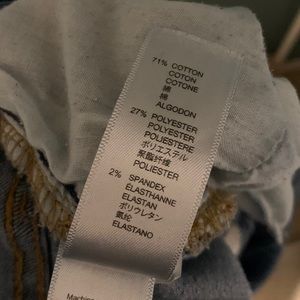 71% COTTON
COTON
COTONE
綿
棉
ALGODON
27% POLYESTER
POLYESTER
POLIESTERE
ポリエステル
聚酯纤维
POLIESTER
2% SPANDEX
ELASTHANNE
ELASTAN
ポリウレタン
氨纶
ELASTANO
Machine